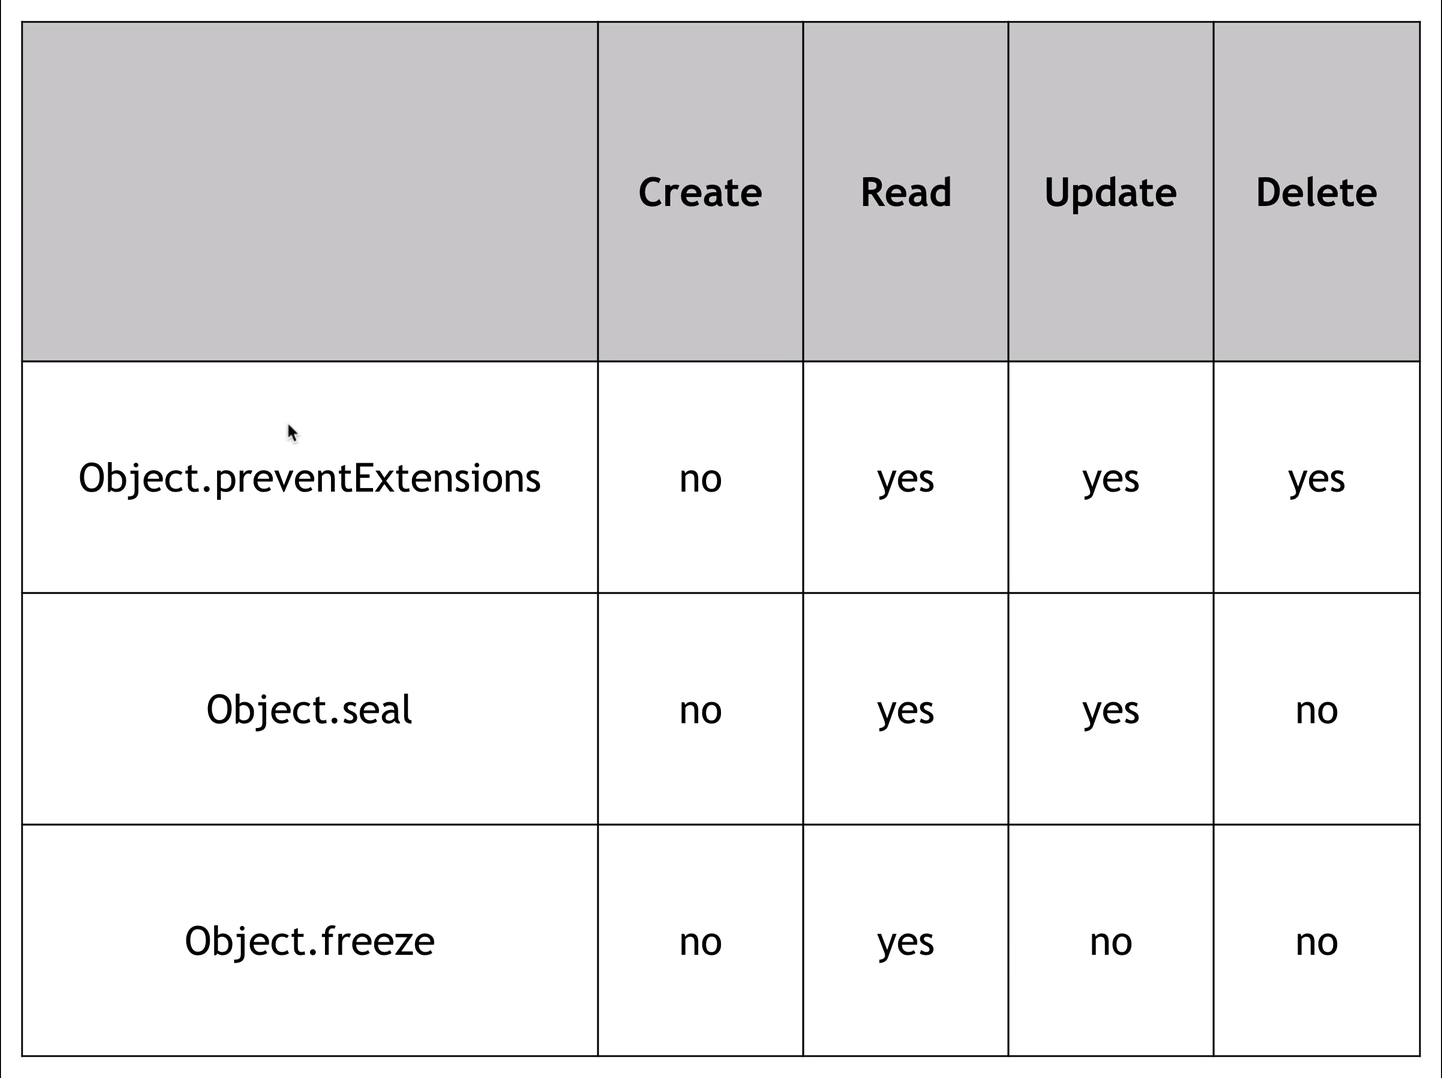 Create Read Update Delete
Object.preventExtensions no yes yes yes
Object.seal no yes yes no
Object.freeze no yes no no